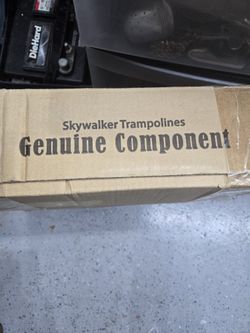 DieHard
Skywalker Trampolines
Genuine Component